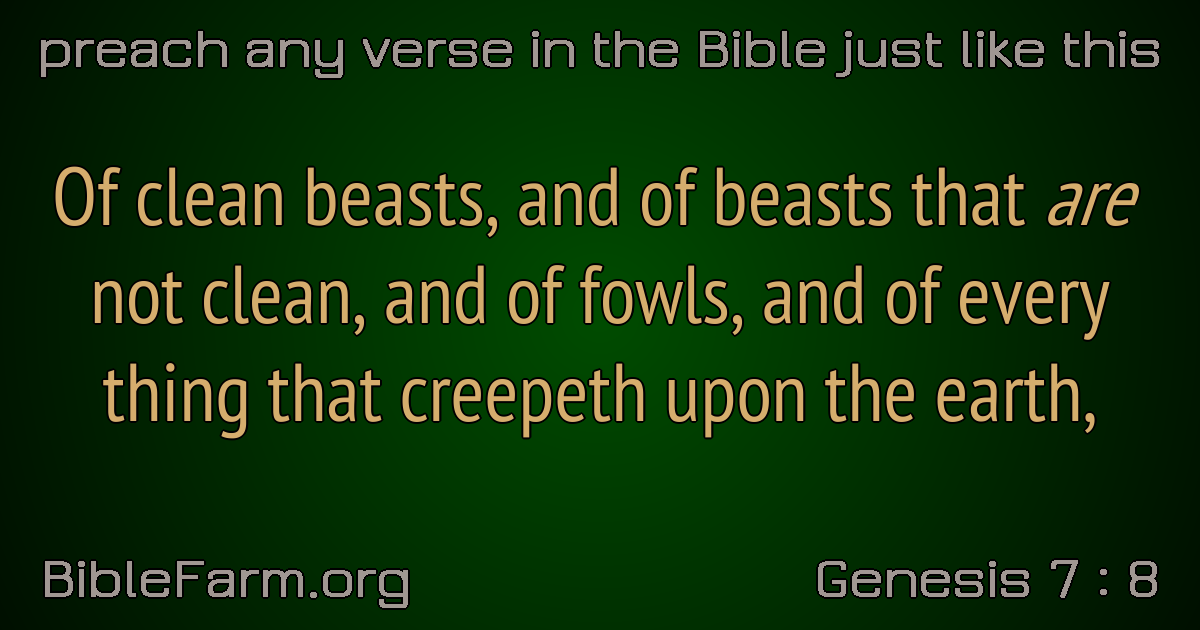 preach any verse in the Bible just like this
Of clean beasts, and of beasts that are
not clean, and of fowls, and of every
thing that creepeth upon the earth,
BibleFarm.org
Genesis 7 : 8